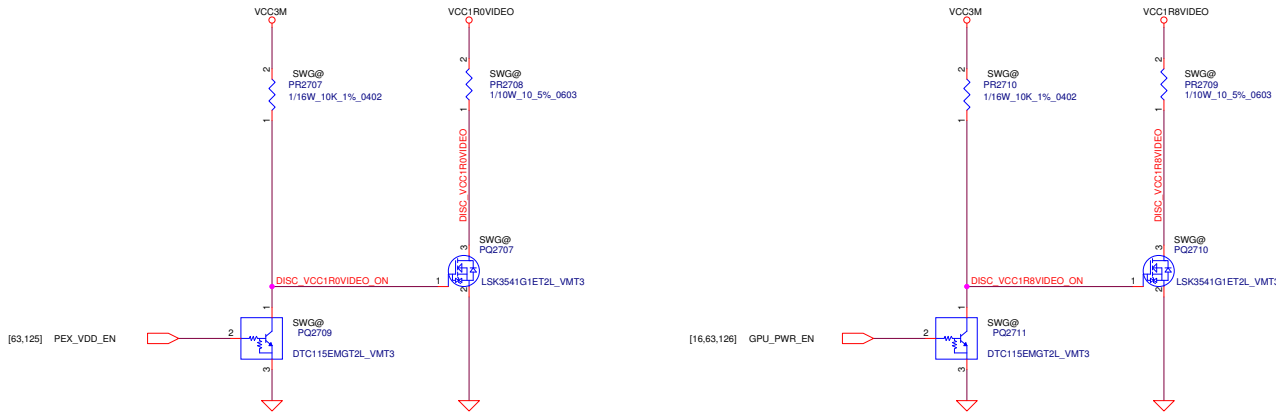 VCC3M
VCC1R0VIDEO
2
SWG@
PR2707
1/16W_10K_1%_0402
1
2
SWG@
PR2708
1/10W_10_5%_0603
1
DISC_VCC1R0VIDEO
3
SWG@
PQ2707
LSK3541G1ET2L_VMT3
DISC_VCC1R0VIDEO_ON
1
2
1
SWG@
PQ2709
DTC115EMGT2L_VMT3
[63,125] PEX_VDD_EN
2
3
VCC3M
VCC1R8VIDEO
2
SWG@
PR2710
1/16W_10K_1%_0402
1
2
SWG@
PR2709
1/10W_10_5%_0603
1
DISC_VCC1R8VIDEO
3
SWG@
PQ2710
LSK3541G1ET2L_VMT3
DISC_VCC1R8VIDEO_ON
1
2
1
SWG@
PQ2711
DTC115EMGT2L_VMT3
[16,63,126] GPU_PWR_EN
2
3